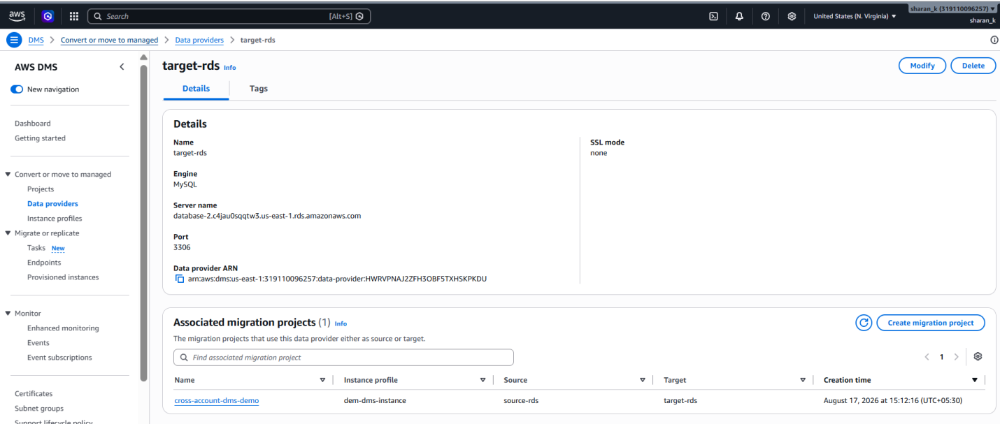 aws
Search
[Alt+S]
United States (N. Virginia)
sharan_k (319110096257)
sharan_k
DMS > Convert or move to managed > Data providers > target-rds
AWS DMS
New navigation
Dashboard
Getting started
Convert or move to managed
Projects
Data providers
Instance profiles
Migrate or replicate
Tasks New
Endpoints
Provisioned instances
Monitor
Enhanced monitoring
Events
Event subscriptions
Certificates
Subnet groups
Support lifecycle policy
target-rds Info
Modify
Delete
Details
Tags
Details
Name
target-rds
Engine
MySQL
Server name
database-2.c4jau0sqqtw3.us-east-1.rds.amazonaws.com
Port
3306
Data provider ARN
arn:aws:dms:us-east-1:319110096257:data-provider:HWRVPNAJ2ZFH3OBF5TXHSKPKDU
SSL mode
none
Associated migration projects (1) Info
Create migration project
The migration projects that use this data provider either as source or target.
Find associated migration project
1
Name Instance profile Source Target Creation time
cross-account-dms-demo dem-dms-instance source-rds target-rds August 17, 2026 at 15:12:16 (UTC+05:30)